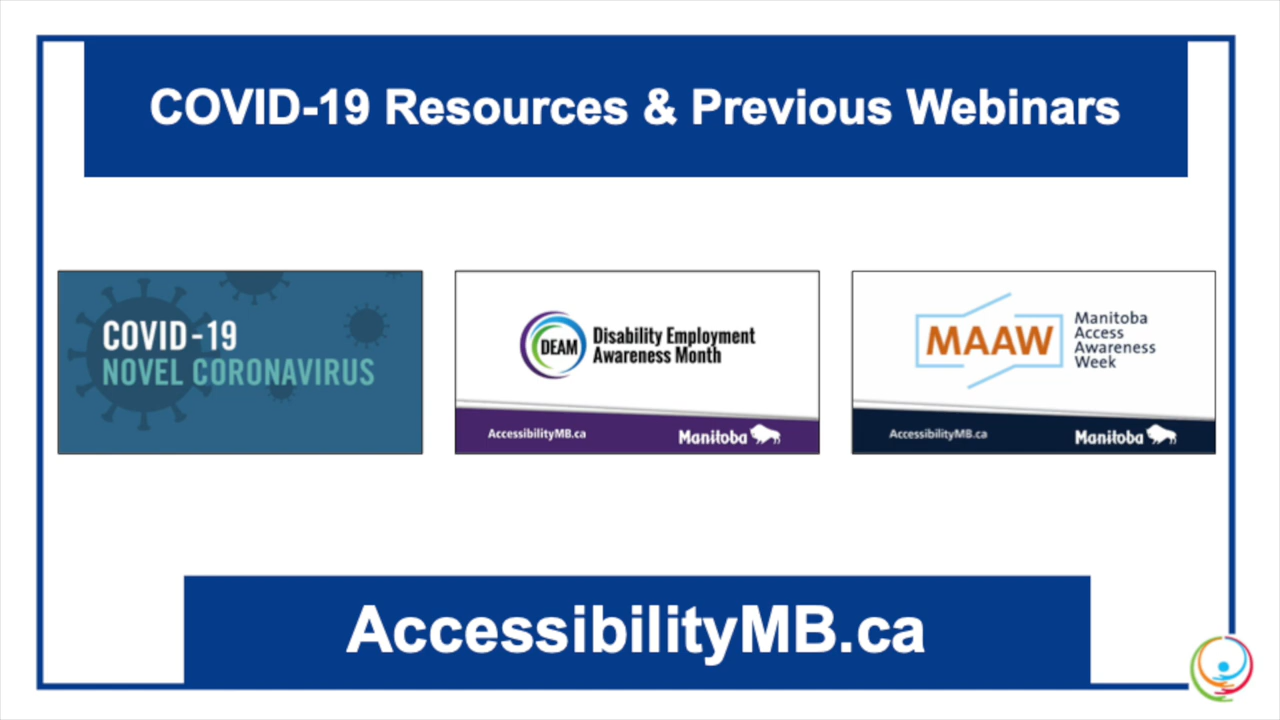 COVID-19 Resources & Previous Webinars
COVID-19
NOVEL CORONAVIRUS
DEAM
Disability Employment
Awareness Month
AccessibilityMB.ca
Manitoba
MAAW
Manitoba
Access
Awareness
Week
AccessibilityMB.ca
Manitoba
AccessibilityMB.ca